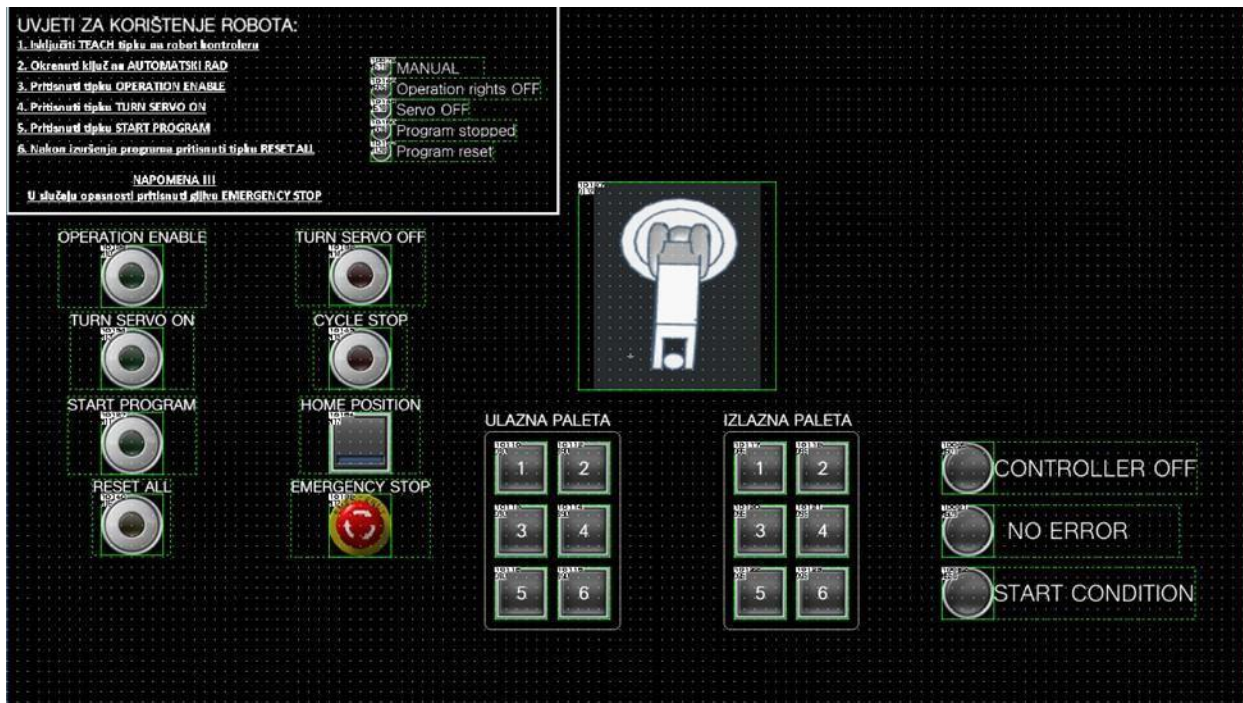 UVJETI ZA KORIŠTENJE ROBOTA:
1. Isključiti TEACH tipku na robot kontroleru
2. Okrenuti ključ na AUTOMATSKI RAD
3. Pritisnuti tipku OPERATION ENABLE
4. Pritisnuti tipku TURN SERVO ON
5. Pritisnuti tipku START PROGRAM
6. Nakon izvršenja programa pritisnuti tipku RESET ALL
NAPOMENA !!!
U slučaju opasnosti pritisnuti gljivu EMERGENCY STOP
MANUAL
Operation rights OFF
Servo OFF
Program stopped
Program reset
OPERATION ENABLE
TURN SERVO OFF
TURN SERVO ON
CYCLE STOP
START PROGRAM
HOME POSITION
RESET ALL
EMERGENCY STOP
ULAZNA PALETA
1 2
3 4
5 6
IZLAZNA PALETA
1 2
3 4
5 6
CONTROLLER OFF
NO ERROR
START CONDITION